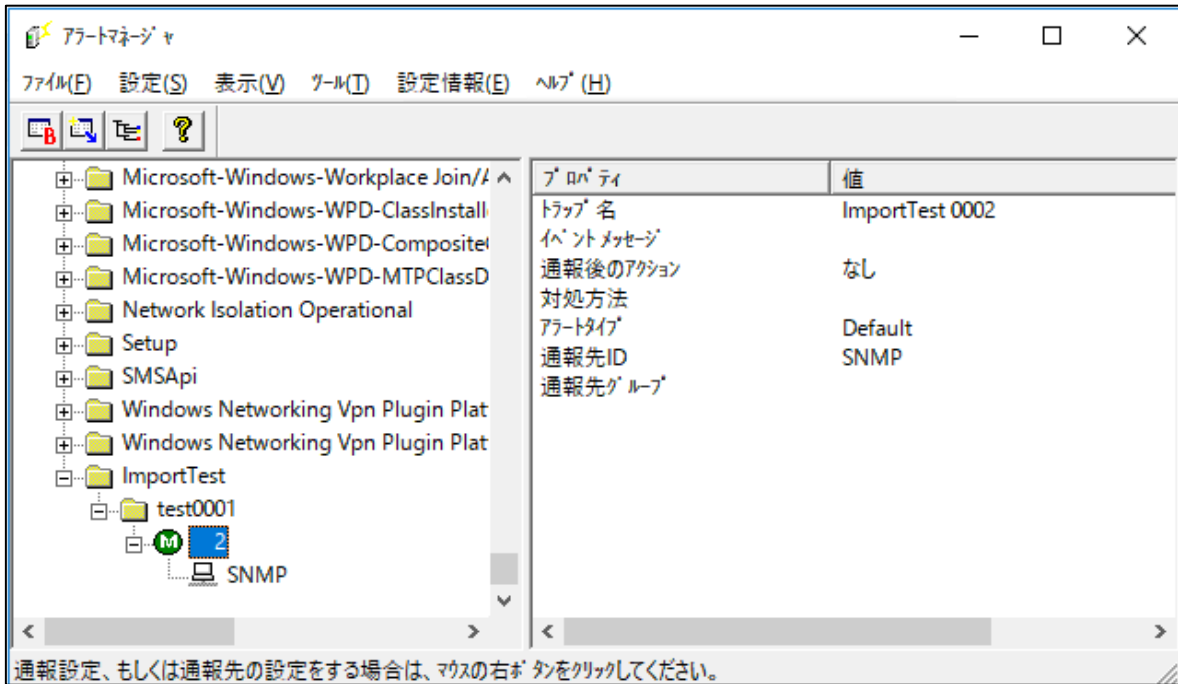 ｱﾗｰﾄﾏﾈｰｼﾞｬ
ﾌｧｲﾙ(F) 設定(S) 表示(V) ﾂｰﾙ(T) 設定情報(E) ﾍﾙﾌﾟ(H)
Microsoft-Windows-Workplace Join/A
Microsoft-Windows-WPD-ClassInstalle
Microsoft-Windows-WPD-Composite
Microsoft-Windows-WPD-MTPClassD
Network Isolation Operational
Setup
SMSApi
Windows Networking Vpn Plugin Plat
Windows Networking Vpn Plugin Plat
ImportTest
test0001
M 2
SNMP
ﾌﾟﾛﾊﾟﾃｨ 値
ﾄﾗｯﾌﾟ名 ImportTest 0002
ｲﾍﾞﾝﾄﾒｯｾｰｼﾞ
通報後のｱｸｼｮﾝ なし
対処方法
ｱﾗｰﾄﾀｲﾌﾟ Default
通報先ID SNMP
通報先ｸﾞﾙｰﾌﾟ
通報設定、もしくは通報先の設定をする場合は、ﾏｳｽの右ﾎﾞﾀﾝをｸﾘｯｸしてください。